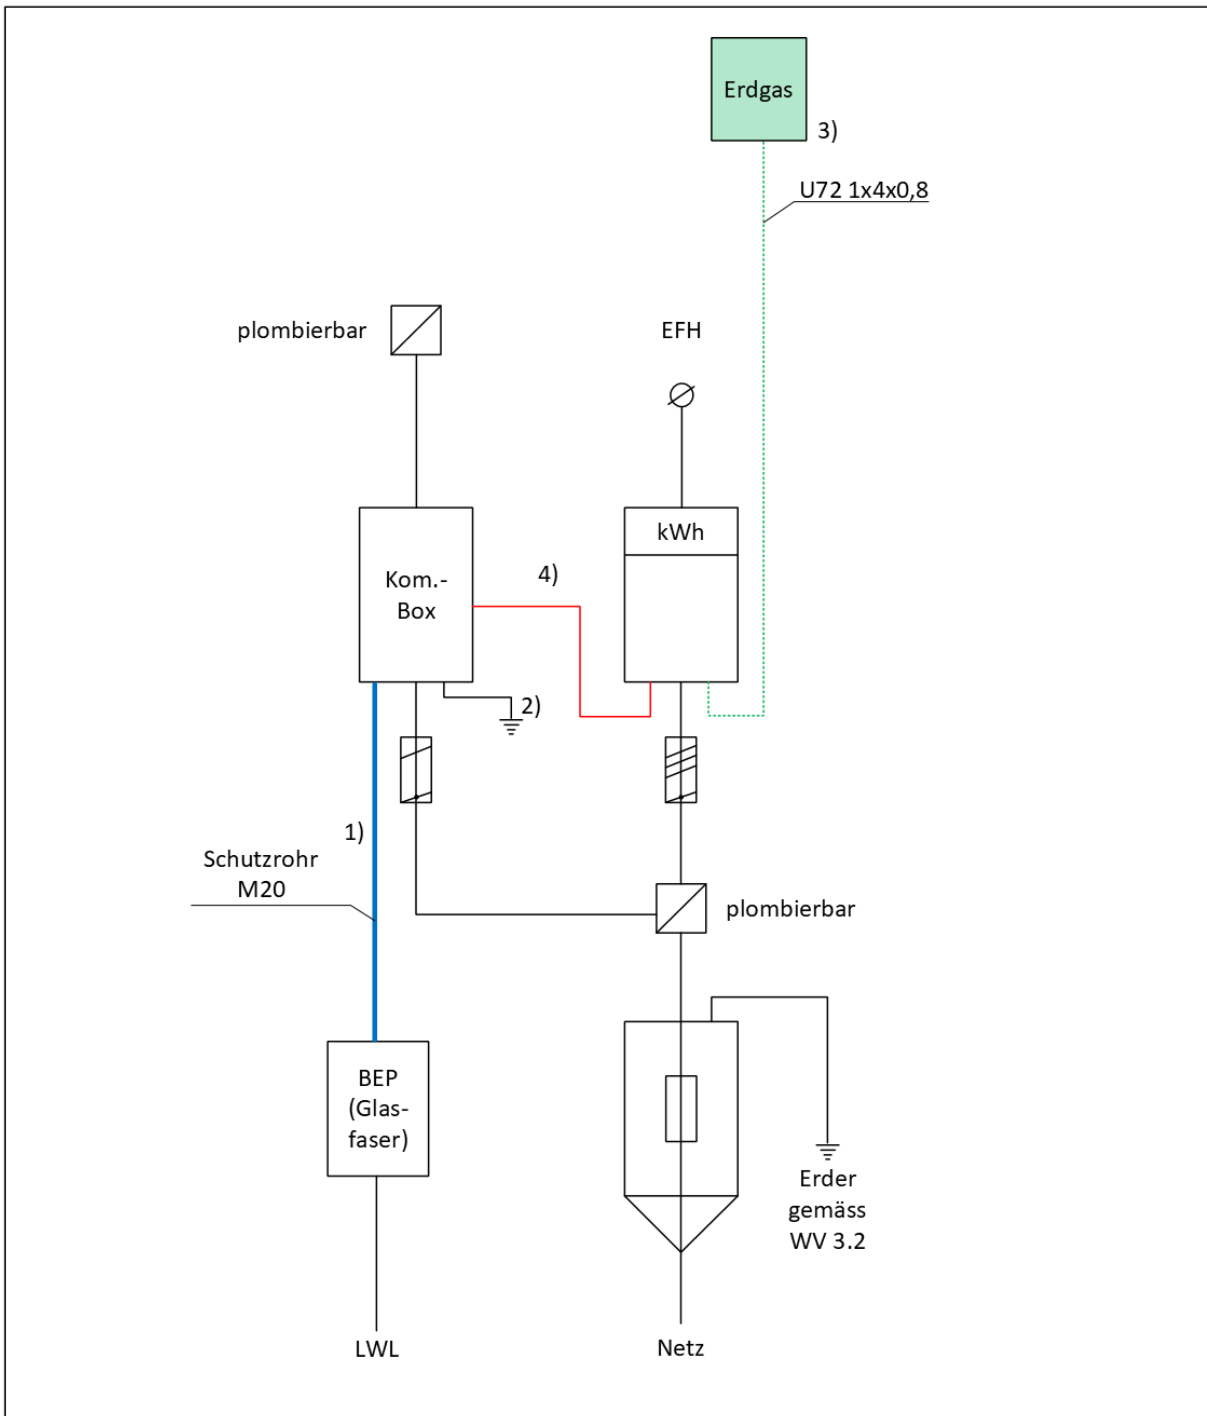 Erdgas
3)
U72 1x4x0,8
plombierbar
EFH
kWh
Kom.-
Box
4)
2)
1)
Schutzrohr
M20
plombierbar
BEP
(Glas-
faser)
Erder
gemäss
WV 3.2
LWL
Netz